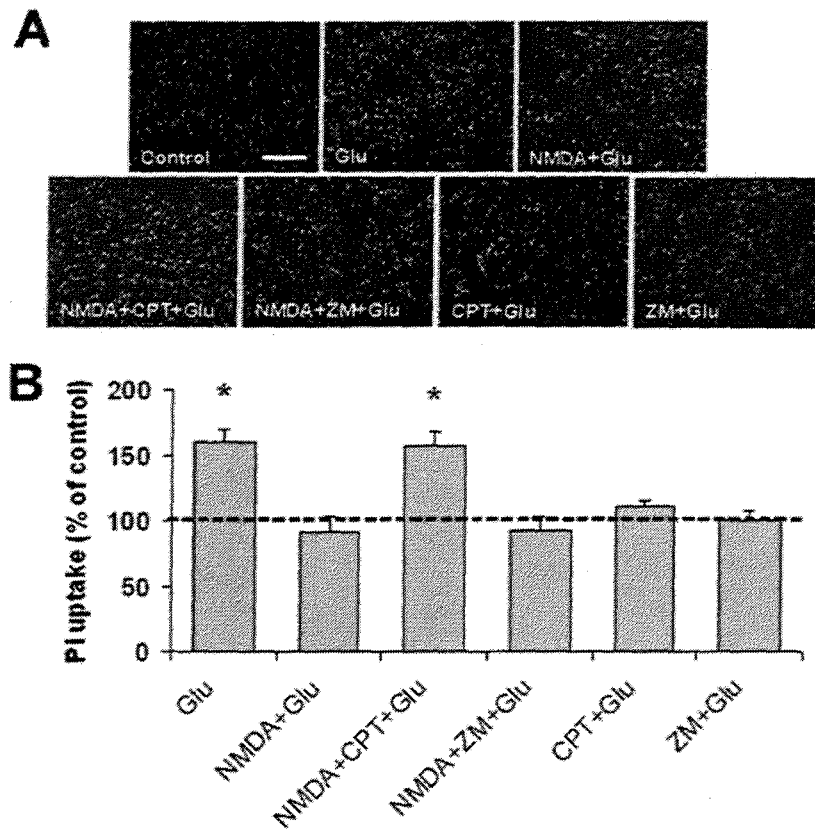 A
Control
Glu
NMDA+Glu
NMDA+CPT+Glu
NMDA+ZM+Glu
CPT+Glu
ZM+Glu
B
PI uptake (% of control)
200
150
100
50
0
*
*
Glu
NMDA+Glu
NMDA+CPT+Glu
NMDA+ZM+Glu
CPT+Glu
ZM+Glu